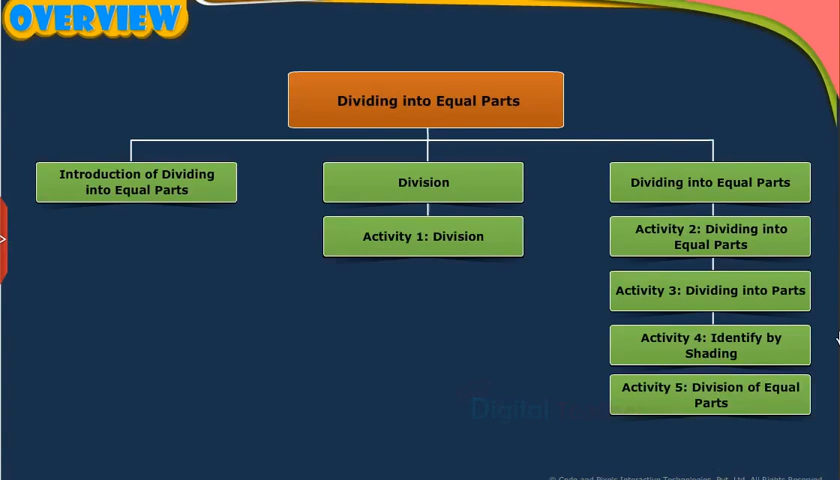 OVERVIEW
Dividing into Equal Parts
Introduction of Dividing
into Equal Parts
Division
Activity 1: Division
Dividing into Equal Parts
Activity 2: Dividing into
Equal Parts
Activity 3: Dividing into Parts
Activity 4: Identify by
Shading
Activity 5: Division of Equal
Parts
Digital